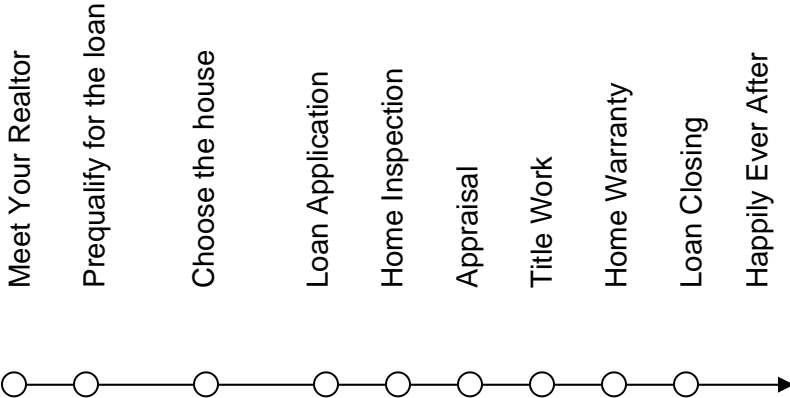 Meet Your Realtor
Prequalify for the loan
Choose the house
Loan Application
Home Inspection
Appraisal
Title Work
Home Warranty
Loan Closing
Happily Ever After